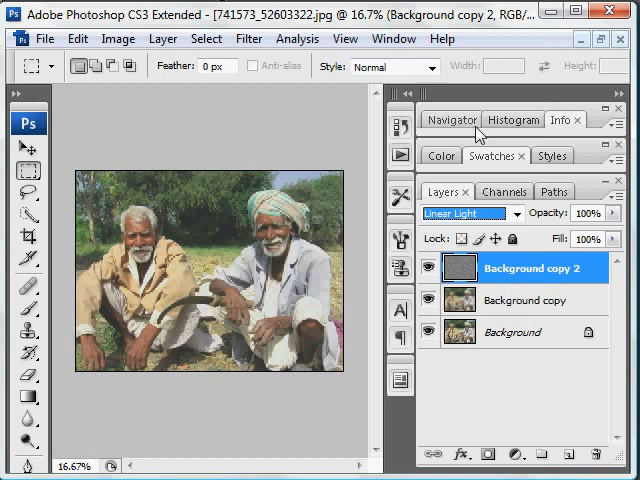 Ps Adobe Photoshop CS3 Extended - [741573_52603322.jpg @ 16.7% (Background copy 2, RGB/...
File Edit Image Layer Select Filter Analysis View Window Help
Feather: 0 px Anti-alias Style: Normal Width: Height:
Navigator Histogram Info ×
Ps
Color Swatches × Styles
Layers × Channels Paths
Linear Light Opacity: 100%
Lock: Fill: 100%
Background copy 2
Background copy
A
Background
16.67%
fx